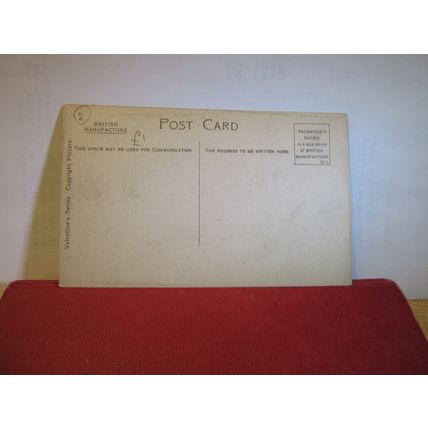 BRITISH
MANUFACTURE
£1
POST CARD
THIS SPACE MAY BE USED FOR COMMUNICATION
THE ADDRESS TO BE WRITTEN HERE
VALENTINE'S
SERIES
IS A GUARANTEE
OF BRITISH
MANUFACTURE
Valentine's Series Copyright Picture